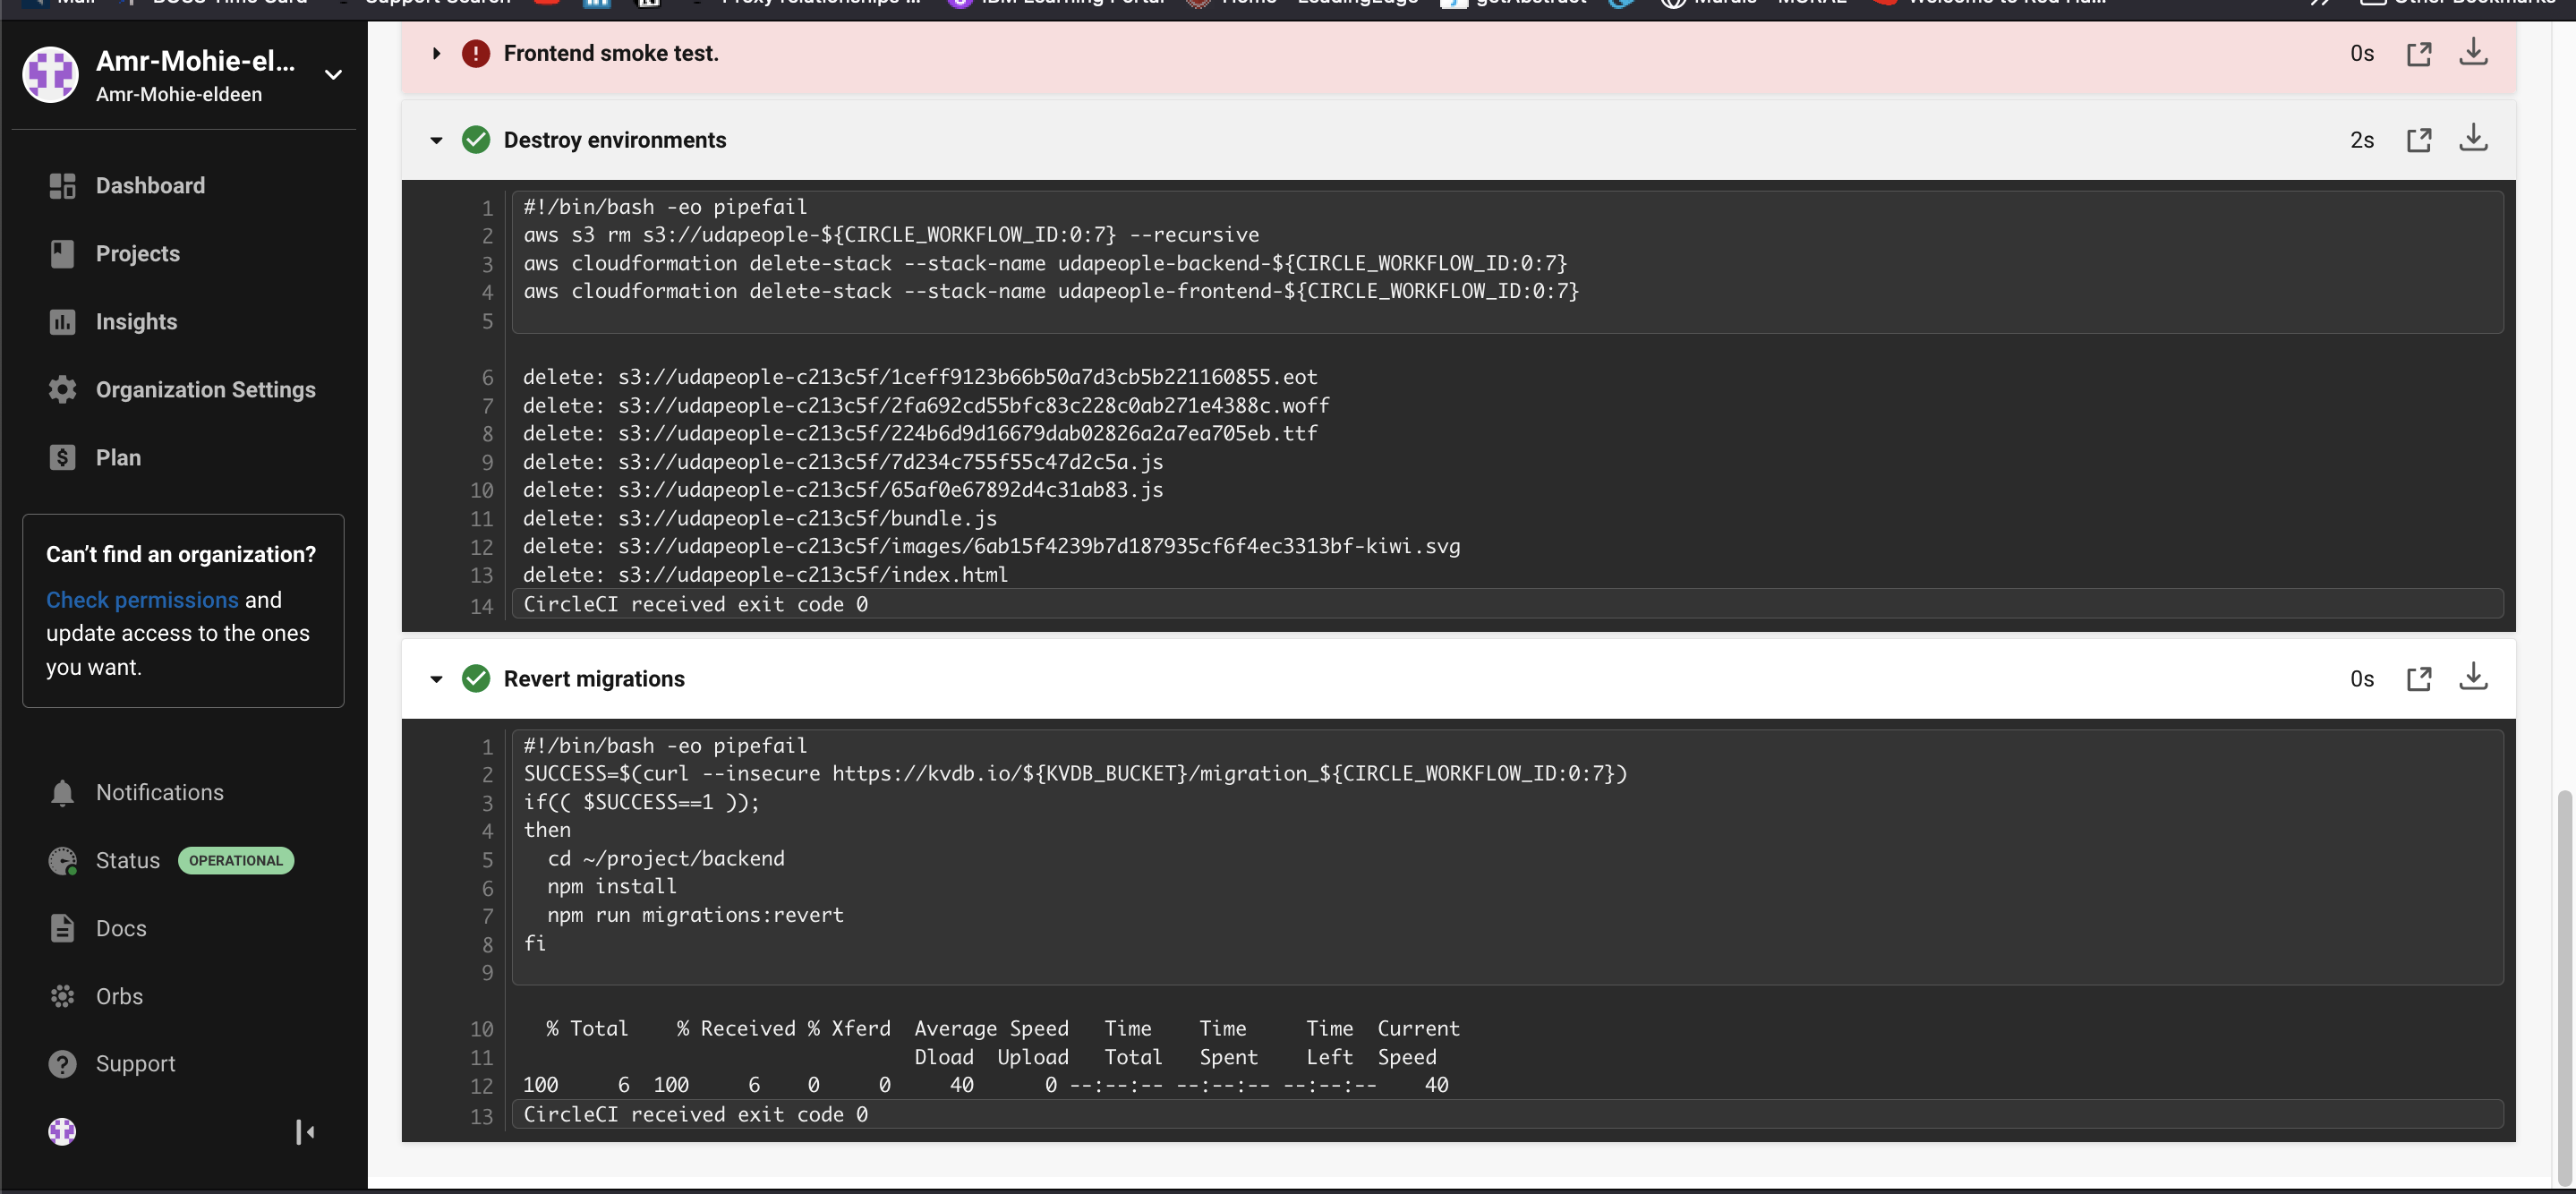 Amr-Mohie-el...
Amr-Mohie-eldeen
Dashboard
Projects
Insights
Organization Settings
Plan
Can't find an organization?
Check permissions and
update access to the ones
you want.
Notifications
Status OPERATIONAL
Docs
Orbs
Support
Frontend smoke test. 0s
Destroy environments 2s
1 #!/bin/bash -eo pipefail
2 aws s3 rm s3://udapeople-${CIRCLE_WORKFLOW_ID:0:7} --recursive
3 aws cloudformation delete-stack --stack-name udapeople-backend-${CIRCLE_WORKFLOW_ID:0:7}
4 aws cloudformation delete-stack --stack-name udapeople-frontend-${CIRCLE_WORKFLOW_ID:0:7}
5
6 delete: s3://udapeople-c213c5f/1ceff9123b66b50a7d3cb5b221160855.eot
7 delete: s3://udapeople-c213c5f/2fa692cd55bfc83c228c0ab271e4388c.woff
8 delete: s3://udapeople-c213c5f/224b6d9d16679dab02826a2a7ea705eb.ttf
9 delete: s3://udapeople-c213c5f/7d234c755f55c47d2c5a.js
10 delete: s3://udapeople-c213c5f/65af0e67892d4c31ab83.js
11 delete: s3://udapeople-c213c5f/bundle.js
12 delete: s3://udapeople-c213c5f/images/6ab15f4239b7d187935cf6f4ec3313bf-kiwi.svg
13 delete: s3://udapeople-c213c5f/index.html
14 CircleCI received exit code 0
Revert migrations 0s
1 #!/bin/bash -eo pipefail
2 SUCCESS=$(curl --insecure https://kvdb.io/${KVDB_BUCKET}/migration_${CIRCLE_WORKFLOW_ID:0:7})
3 if(( $SUCCESS==1 ));
4 then
5 cd ~/project/backend
6 npm install
7 npm run migrations:revert
8 fi
9
10 % Total % Received % Xferd Average Speed Time Time Time Current
11 Dload Upload Total Spent Left Speed
12 100 6 100 6 0 0 40 0 --:--:-- --:--:-- --:--:-- 40
13 CircleCI received exit code 0